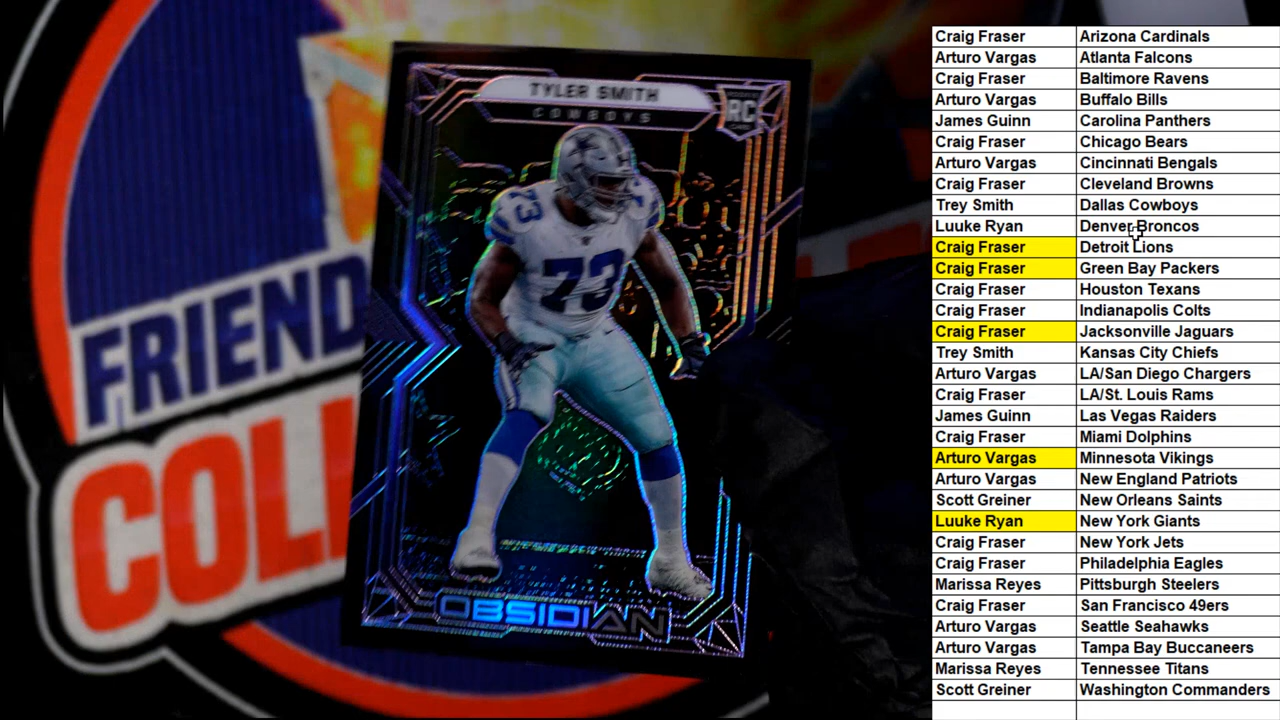 TYLER SMITH
COWBOYS
RC
73
73
OBSIDIAN
FRIEND
COLL
Craig Fraser Arizona Cardinals
Arturo Vargas Atlanta Falcons
Craig Fraser Baltimore Ravens
Arturo Vargas Buffalo Bills
James Guinn Carolina Panthers
Craig Fraser Chicago Bears
Arturo Vargas Cincinnati Bengals
Craig Fraser Cleveland Browns
Trey Smith Dallas Cowboys
Luuke Ryan Denver Broncos
Craig Fraser Detroit Lions
Craig Fraser Green Bay Packers
Craig Fraser Houston Texans
Craig Fraser Indianapolis Colts
Craig Fraser Jacksonville Jaguars
Trey Smith Kansas City Chiefs
Arturo Vargas LA/San Diego Chargers
Craig Fraser LA/St. Louis Rams
James Guinn Las Vegas Raiders
Craig Fraser Miami Dolphins
Arturo Vargas Minnesota Vikings
Arturo Vargas New England Patriots
Scott Greiner New Orleans Saints
Luuke Ryan New York Giants
Craig Fraser New York Jets
Craig Fraser Philadelphia Eagles
Marissa Reyes Pittsburgh Steelers
Craig Fraser San Francisco 49ers
Arturo Vargas Seattle Seahawks
Arturo Vargas Tampa Bay Buccaneers
Marissa Reyes Tennessee Titans
Scott Greiner Washington Commanders